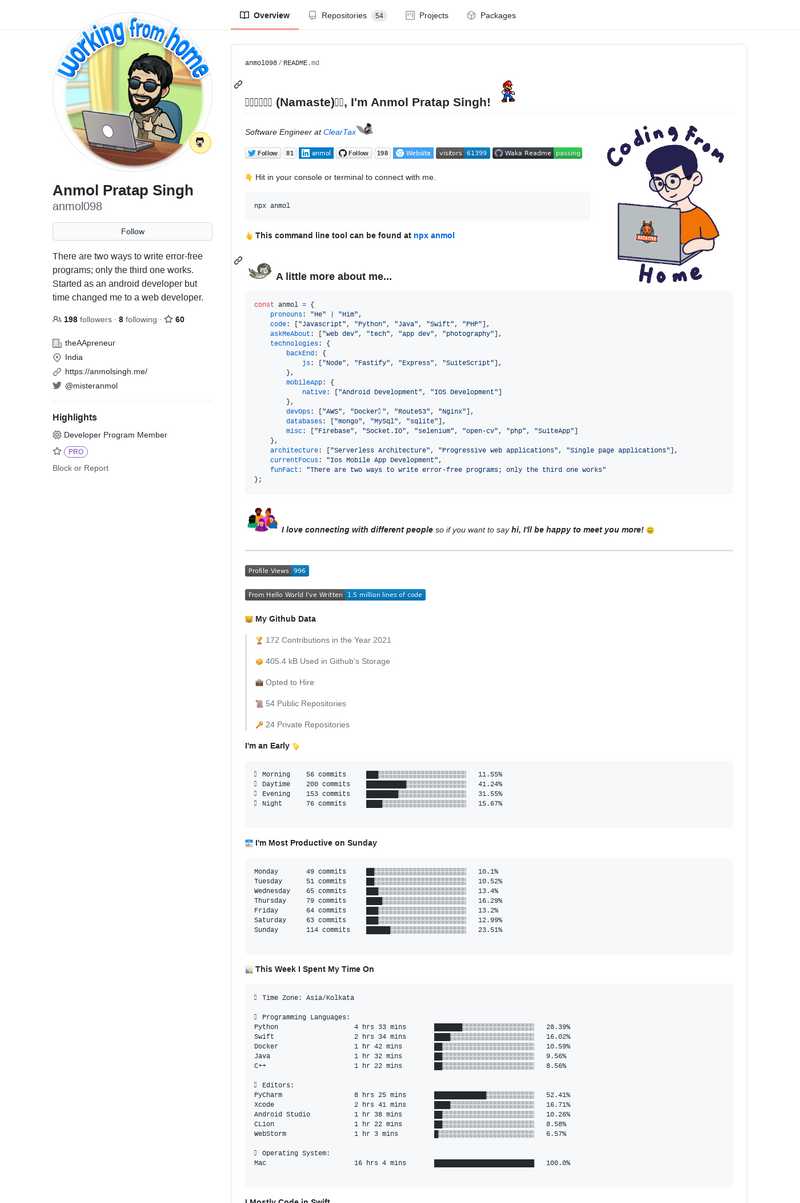 Overview
Repositories 54
Projects
Packages
working from home
Anmol Pratap Singh
anmol098
Follow
There are two ways to write error-free
programs; only the third one works.
Started as an android developer but
time changed me to a web developer.
198 followers · 8 following · 60
theAApreneur
India
https://anmolsingh.me/
@misteranmol
Highlights
Developer Program Member
PRO
Block or Report
anmol098 / README.md
(Namaste), I'm Anmol Pratap Singh!
Software Engineer at ClearTax
Follow 81 anmol Follow 198 Website visitors 61399 Waka Readme passing
Coding From
Home
Hit in your console or terminal to connect with me.
npx anmol
This command line tool can be found at npx anmol
A little more about me...
const anmol = {
pronouns: "He" | "Him",
code: ["Javascript", "Python", "Java", "Swift", "PHP"],
askMeAbout: ["web dev", "tech", "app dev", "photography"],
technologies: {
backEnd: {
js: ["Node", "Fastify", "Express", "SuiteScript"],
},
mobileApp: {
native: ["Android Development", "IOS Development"]
},
devOps: ["AWS", "Docker", "Route53", "Nginx"],
databases: ["mongo", "MySql", "sqlite"],
misc: ["Firebase", "Socket.IO", "selenium", "open-cv", "php", "SuiteApp"]
},
architecture: ["Serverless Architecture", "Progressive web applications", "Single page applications"],
currentFocus: "Ios Mobile App Development",
funFact: "There are two ways to write error-free programs; only the third one works"
};
I love connecting with different people so if you want to say hi, I'll be happy to meet you more!
Profile Views 996
From Hello World I've Written 1.5 million lines of code
My Github Data
172 Contributions in the Year 2021
405.4 kB Used in Github's Storage
Opted to Hire
54 Public Repositories
24 Private Repositories
I'm an Early
Morning 56 commits 11.55%
Daytime 200 commits 41.24%
Evening 153 commits 31.55%
Night 76 commits 15.67%
I'm Most Productive on Sunday
Monday 49 commits 10.1%
Tuesday 51 commits 10.52%
Wednesday 65 commits 13.4%
Thursday 79 commits 16.29%
Friday 64 commits 13.2%
Saturday 63 commits 12.99%
Sunday 114 commits 23.51%
This Week I Spent My Time On
Time Zone: Asia/Kolkata
Programming Languages:
Python 4 hrs 33 mins 28.39%
Swift 2 hrs 34 mins 16.02%
Docker 1 hr 42 mins 10.59%
Java 1 hr 32 mins 9.56%
C++ 1 hr 22 mins 8.56%
Editors:
PyCharm 8 hrs 25 mins 52.41%
Xcode 2 hrs 41 mins 16.71%
Android Studio 1 hr 38 mins 10.26%
CLion 1 hr 22 mins 8.58%
WebStorm 1 hr 3 mins 6.57%
Operating System:
Mac 16 hrs 4 mins 100.0%
I Mostly Code in Swift